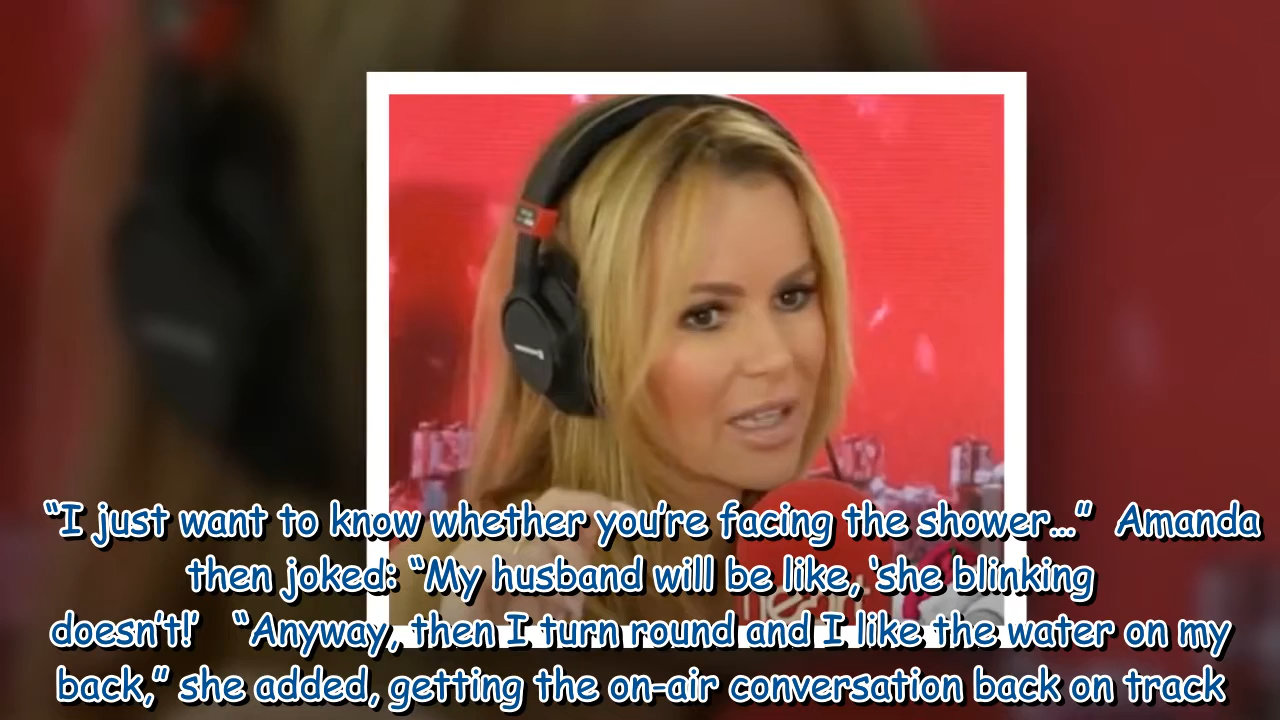 “I just want to know whether you’re facing the shower…”  Amanda
then joked: “My husband will be like, ‘she blinking
doesn’t!’  “Anyway, then I turn round and I like the water on my
back,” she added, getting the on-air conversation back on track
heart